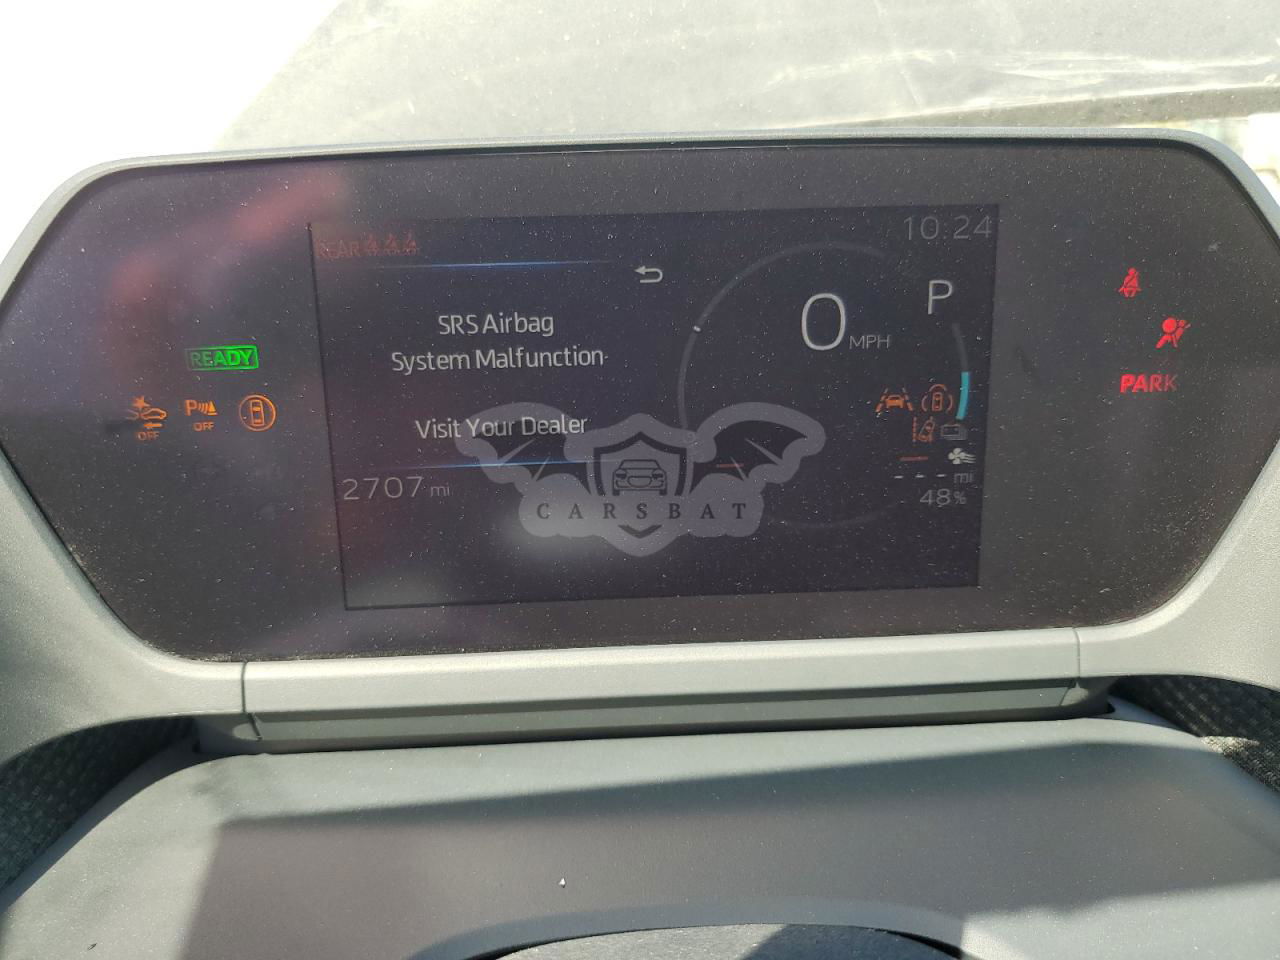 REAR
10:24
SRS Airbag
System Malfunction
Visit Your Dealer
2707 mi
0 MPH
P
READY
OFF
P
OFF
PARK
- - - mi
48%
CARSBAT